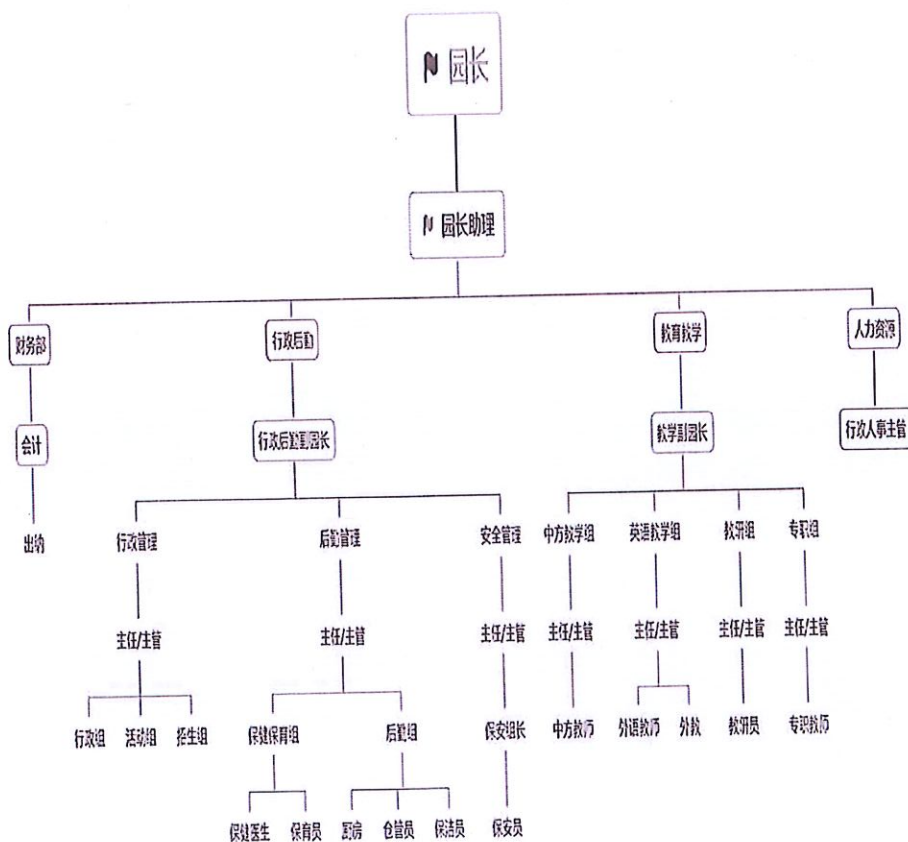 园长
园长助理
财务部 行政后勤 教育教学 人力资源
会计 行政后勤副园长 教学副园长 行政人事主管
出纳 行政管理 后勤管理 安全管理 中方教学组 英语教学组 教研组 专职组
主任/主管 主任/主管 主任/主管 主任/主管 主任/主管 主任/主管 主任/主管
行政组 活动组 招生组 保健保育组 后勤组 保安组长 中方教师 外语教师 外教 教研员 专职教师
保健医生 保育员 厨房 仓管员 保洁员 保安员